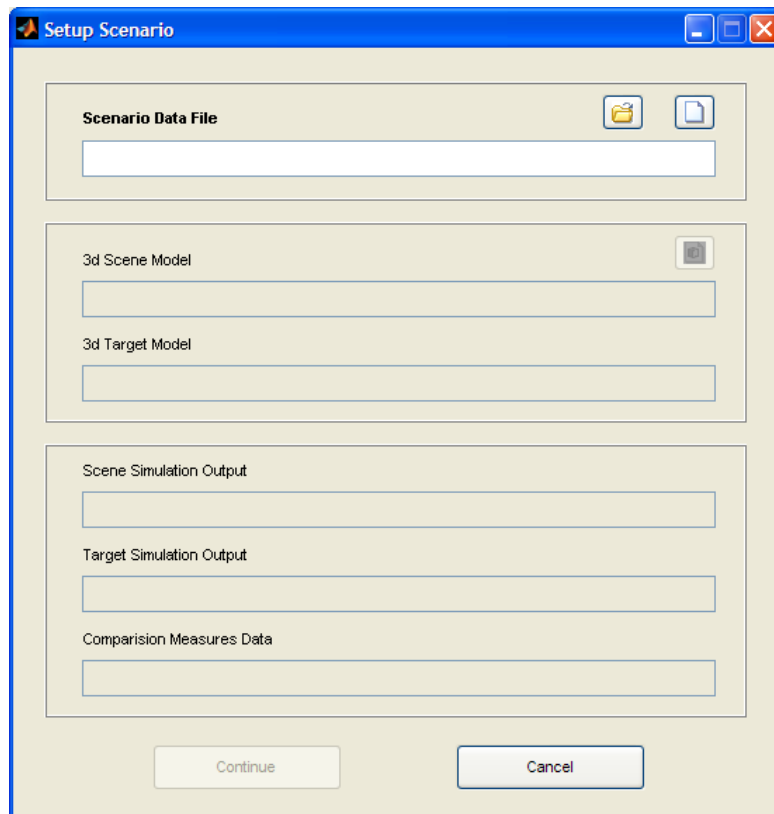 Setup Scenario
Scenario Data File
3d Scene Model
3d Target Model
Scene Simulation Output
Target Simulation Output
Comparision Measures Data
Continue
Cancel